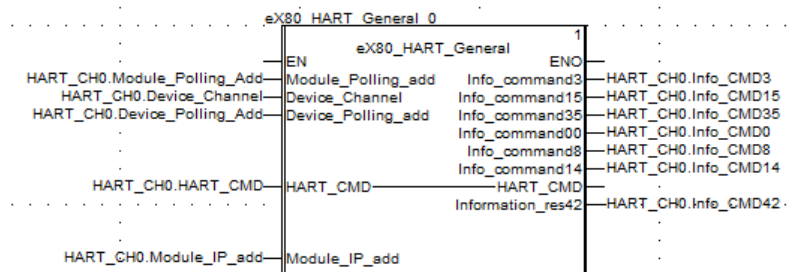 eX80_HART_General_0
1
eX80_HART_General
EN ENO
HART_CH0.Module_Polling_Add Module_Polling_add Info_command3 HART_CH0.Info_CMD3
HART_CH0.Device_Channel Device_Channel Info_command15 HART_CH0.Info_CMD15
HART_CH0.Device_Polling_Add Device_Polling_add Info_command35 HART_CH0.Info_CMD35
Info_command00 HART_CH0.Info_CMD0
Info_command8 HART_CH0.Info_CMD8
Info_command14 HART_CH0.Info_CMD14
HART_CH0.HART_CMD HART_CMD HART_CMD
Information_res42 HART_CH0.Info_CMD42
HART_CH0.Module_IP_add Module_IP_add